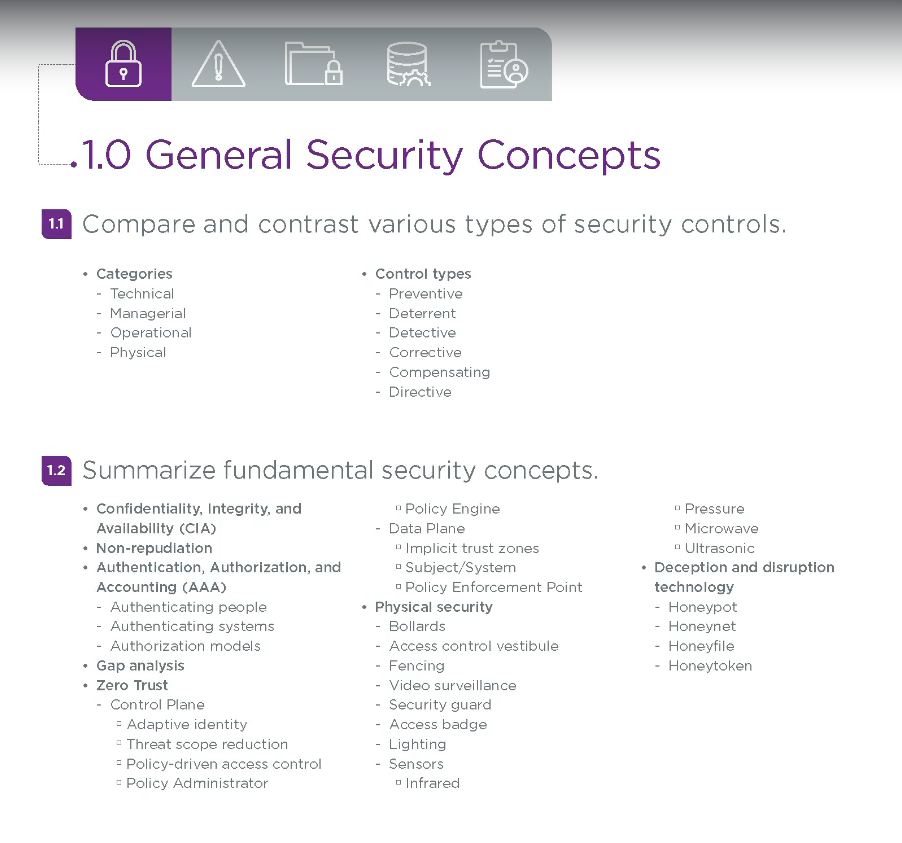 1.0 General Security Concepts
1.1 Compare and contrast various types of security controls.
• Categories
- Technical
- Managerial
- Operational
- Physical
• Control types
- Preventive
- Deterrent
- Detective
- Corrective
- Compensating
- Directive
1.2 Summarize fundamental security concepts.
• Confidentiality, Integrity, and
Availability (CIA)
• Non-repudiation
• Authentication, Authorization, and
Accounting (AAA)
- Authenticating people
- Authenticating systems
- Authorization models
• Gap analysis
• Zero Trust
- Control Plane
▫ Adaptive identity
▫ Threat scope reduction
▫ Policy-driven access control
▫ Policy Administrator
▫ Policy Engine
- Data Plane
▫ Implicit trust zones
▫ Subject/System
▫ Policy Enforcement Point
• Physical security
- Bollards
- Access control vestibule
- Fencing
- Video surveillance
- Security guard
- Access badge
- Lighting
- Sensors
▫ Infrared
▫ Pressure
▫ Microwave
▫ Ultrasonic
• Deception and disruption
technology
- Honeypot
- Honeynet
- Honeyfile
- Honeytoken